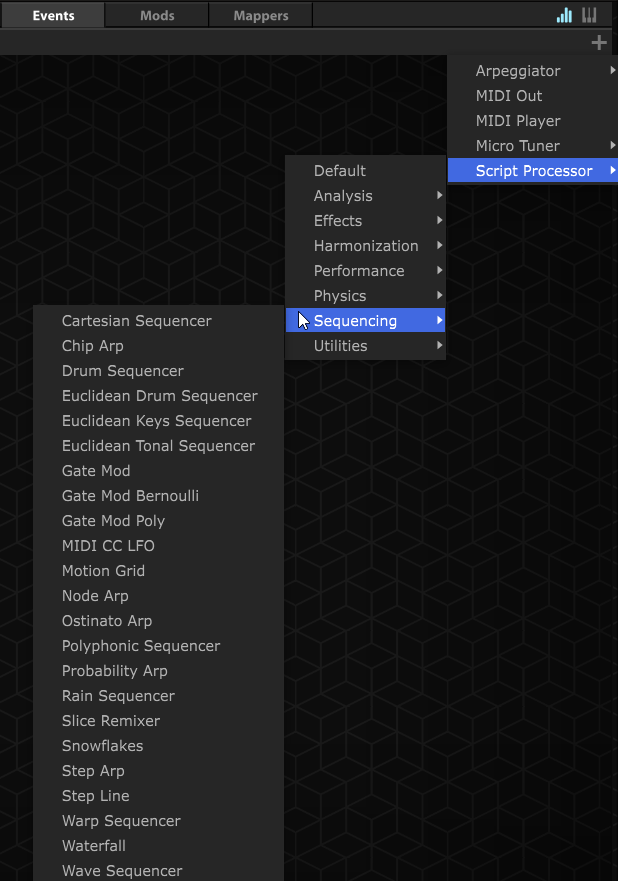 Events
Mods
Mappers
Arpeggiator
MIDI Out
MIDI Player
Micro Tuner
Script Processor
Default
Analysis
Effects
Harmonization
Performance
Physics
Sequencing
Utilities
Cartesian Sequencer
Chip Arp
Drum Sequencer
Euclidean Drum Sequencer
Euclidean Keys Sequencer
Euclidean Tonal Sequencer
Gate Mod
Gate Mod Bernoulli
Gate Mod Poly
MIDI CC LFO
Motion Grid
Node Arp
Ostinato Arp
Polyphonic Sequencer
Probability Arp
Rain Sequencer
Slice Remixer
Snowflakes
Step Arp
Step Line
Warp Sequencer
Waterfall
Wave Sequencer